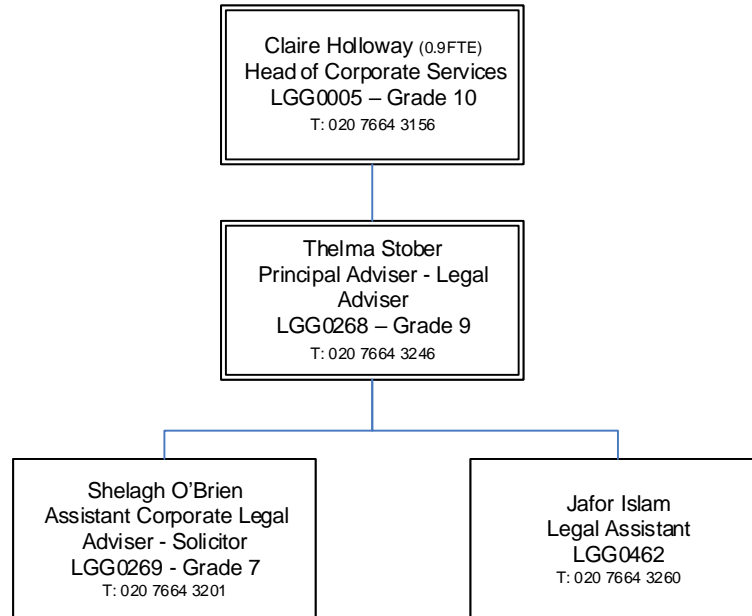 Claire Holloway (0.9FTE)
Head of Corporate Services
LGG0005 – Grade 10
T: 020 7664 3156
Thelma Stober
Principal Adviser - Legal
Adviser
LGG0268 – Grade 9
T: 020 7664 3246
Shelagh O’Brien
Assistant Corporate Legal
Adviser - Solicitor
LGG0269 - Grade 7
T: 020 7664 3201
Jafor Islam
Legal Assistant
LGG0462
T: 020 7664 3260